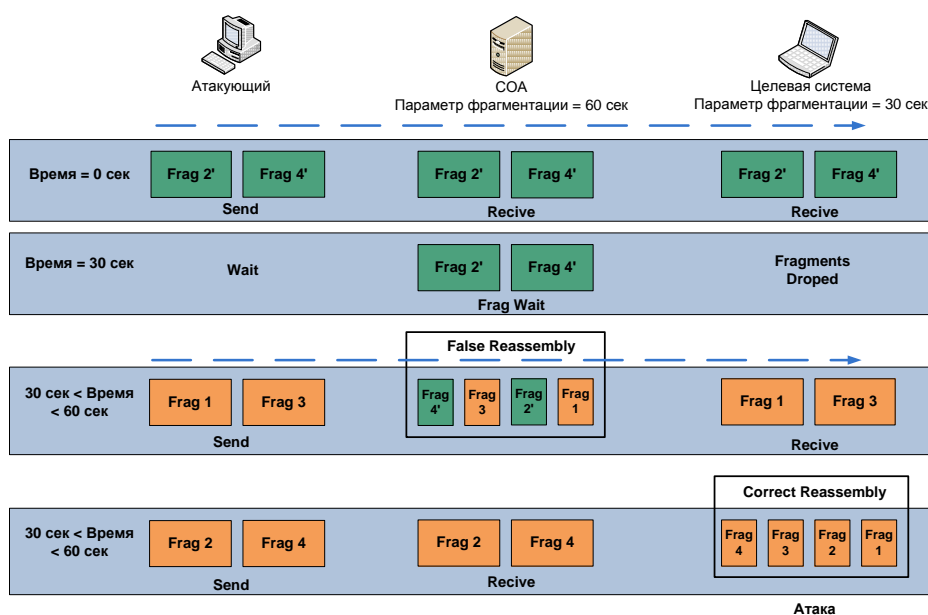 Атакующий
СОА
Параметр фрагментации = 60 сек
Целевая система
Параметр фрагментации = 30 сек
Время = 0 сек
Frag 2'
Frag 4'
Send
Frag 2'
Frag 4'
Recive
Frag 2'
Frag 4'
Recive
Время = 30 сек
Wait
Frag 2'
Frag 4'
Frag Wait
Fragments
Droped
30 сек < Время
< 60 сек
Frag 1
Frag 3
Send
False Reassembly
Frag
4'
Frag
3
Frag
2'
Frag
1
Frag 1
Frag 3
Recive
30 сек < Время
< 60 сек
Frag 2
Frag 4
Send
Frag 2
Frag 4
Recive
Correct Reassembly
Frag
4
Frag
3
Frag
2
Frag
1
Атака